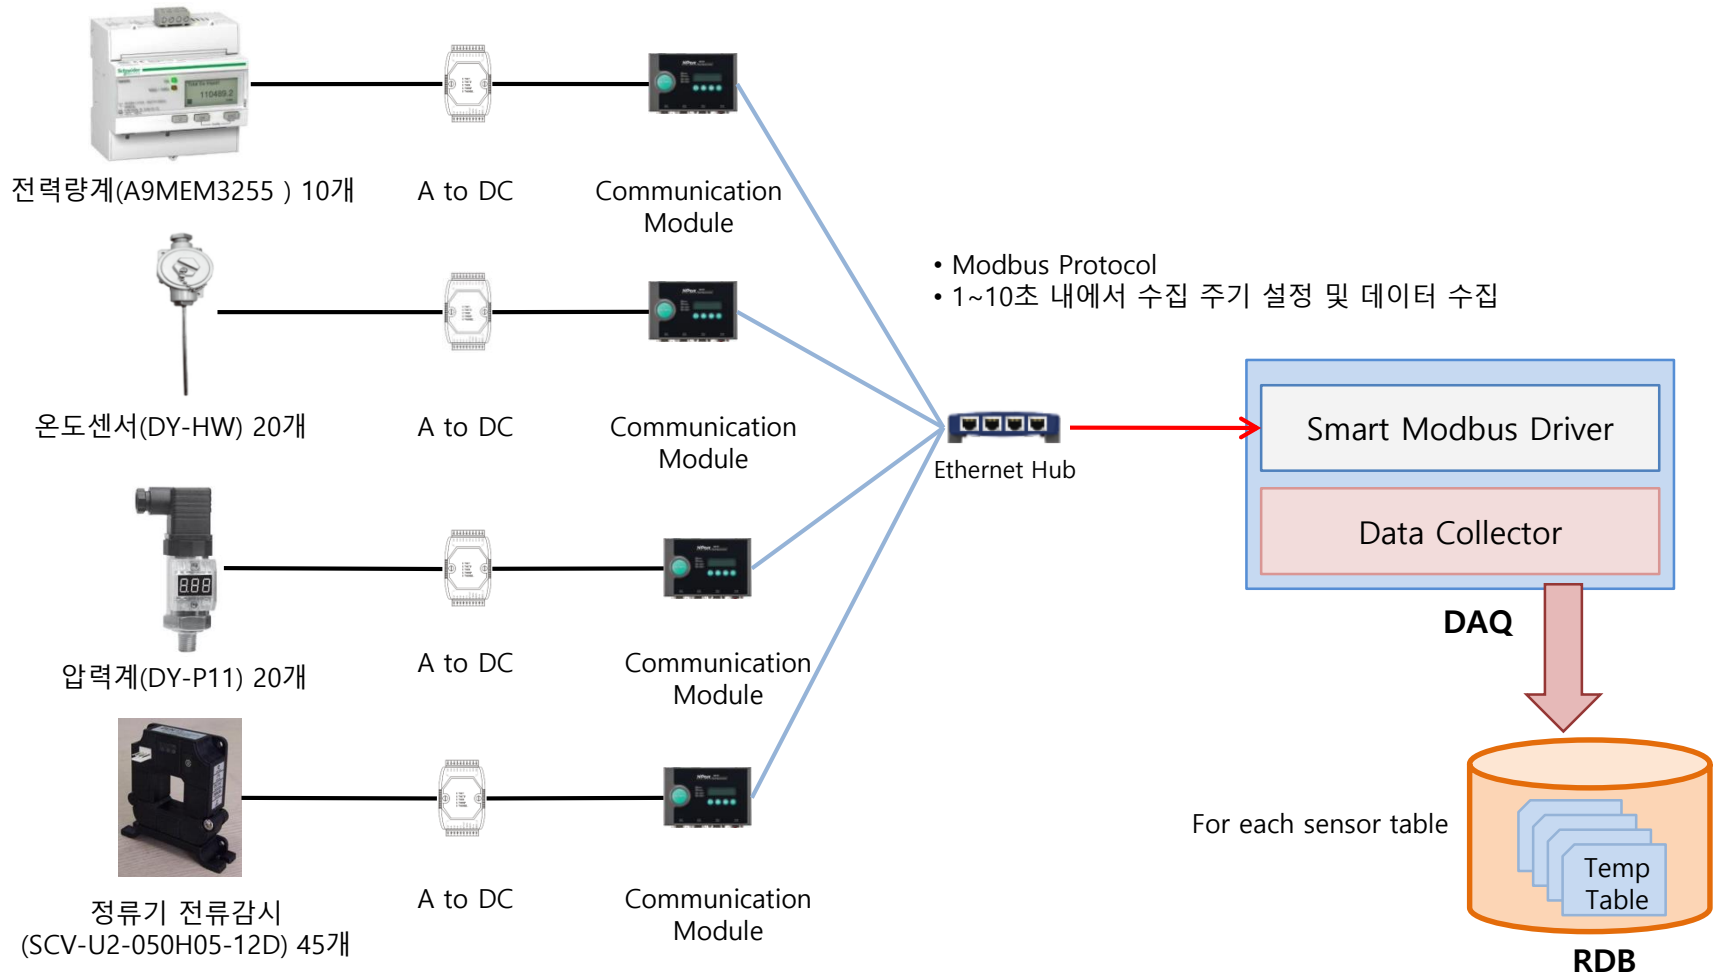 Schneider
110489.2
전력량계(A9MEM3255 ) 10개
A to DC
Communication
Module
온도센서(DY-HW) 20개
A to DC
Communication
Module
압력계(DY-P11) 20개
A to DC
Communication
Module
정류기 전류감시
(SCV-U2-050H05-12D) 45개
A to DC
Communication
Module
• Modbus Protocol
• 1~10초 내에서 수집 주기 설정 및 데이터 수집
Ethernet Hub
Smart Modbus Driver
Data Collector
DAQ
For each sensor table
Temp
Table
RDB